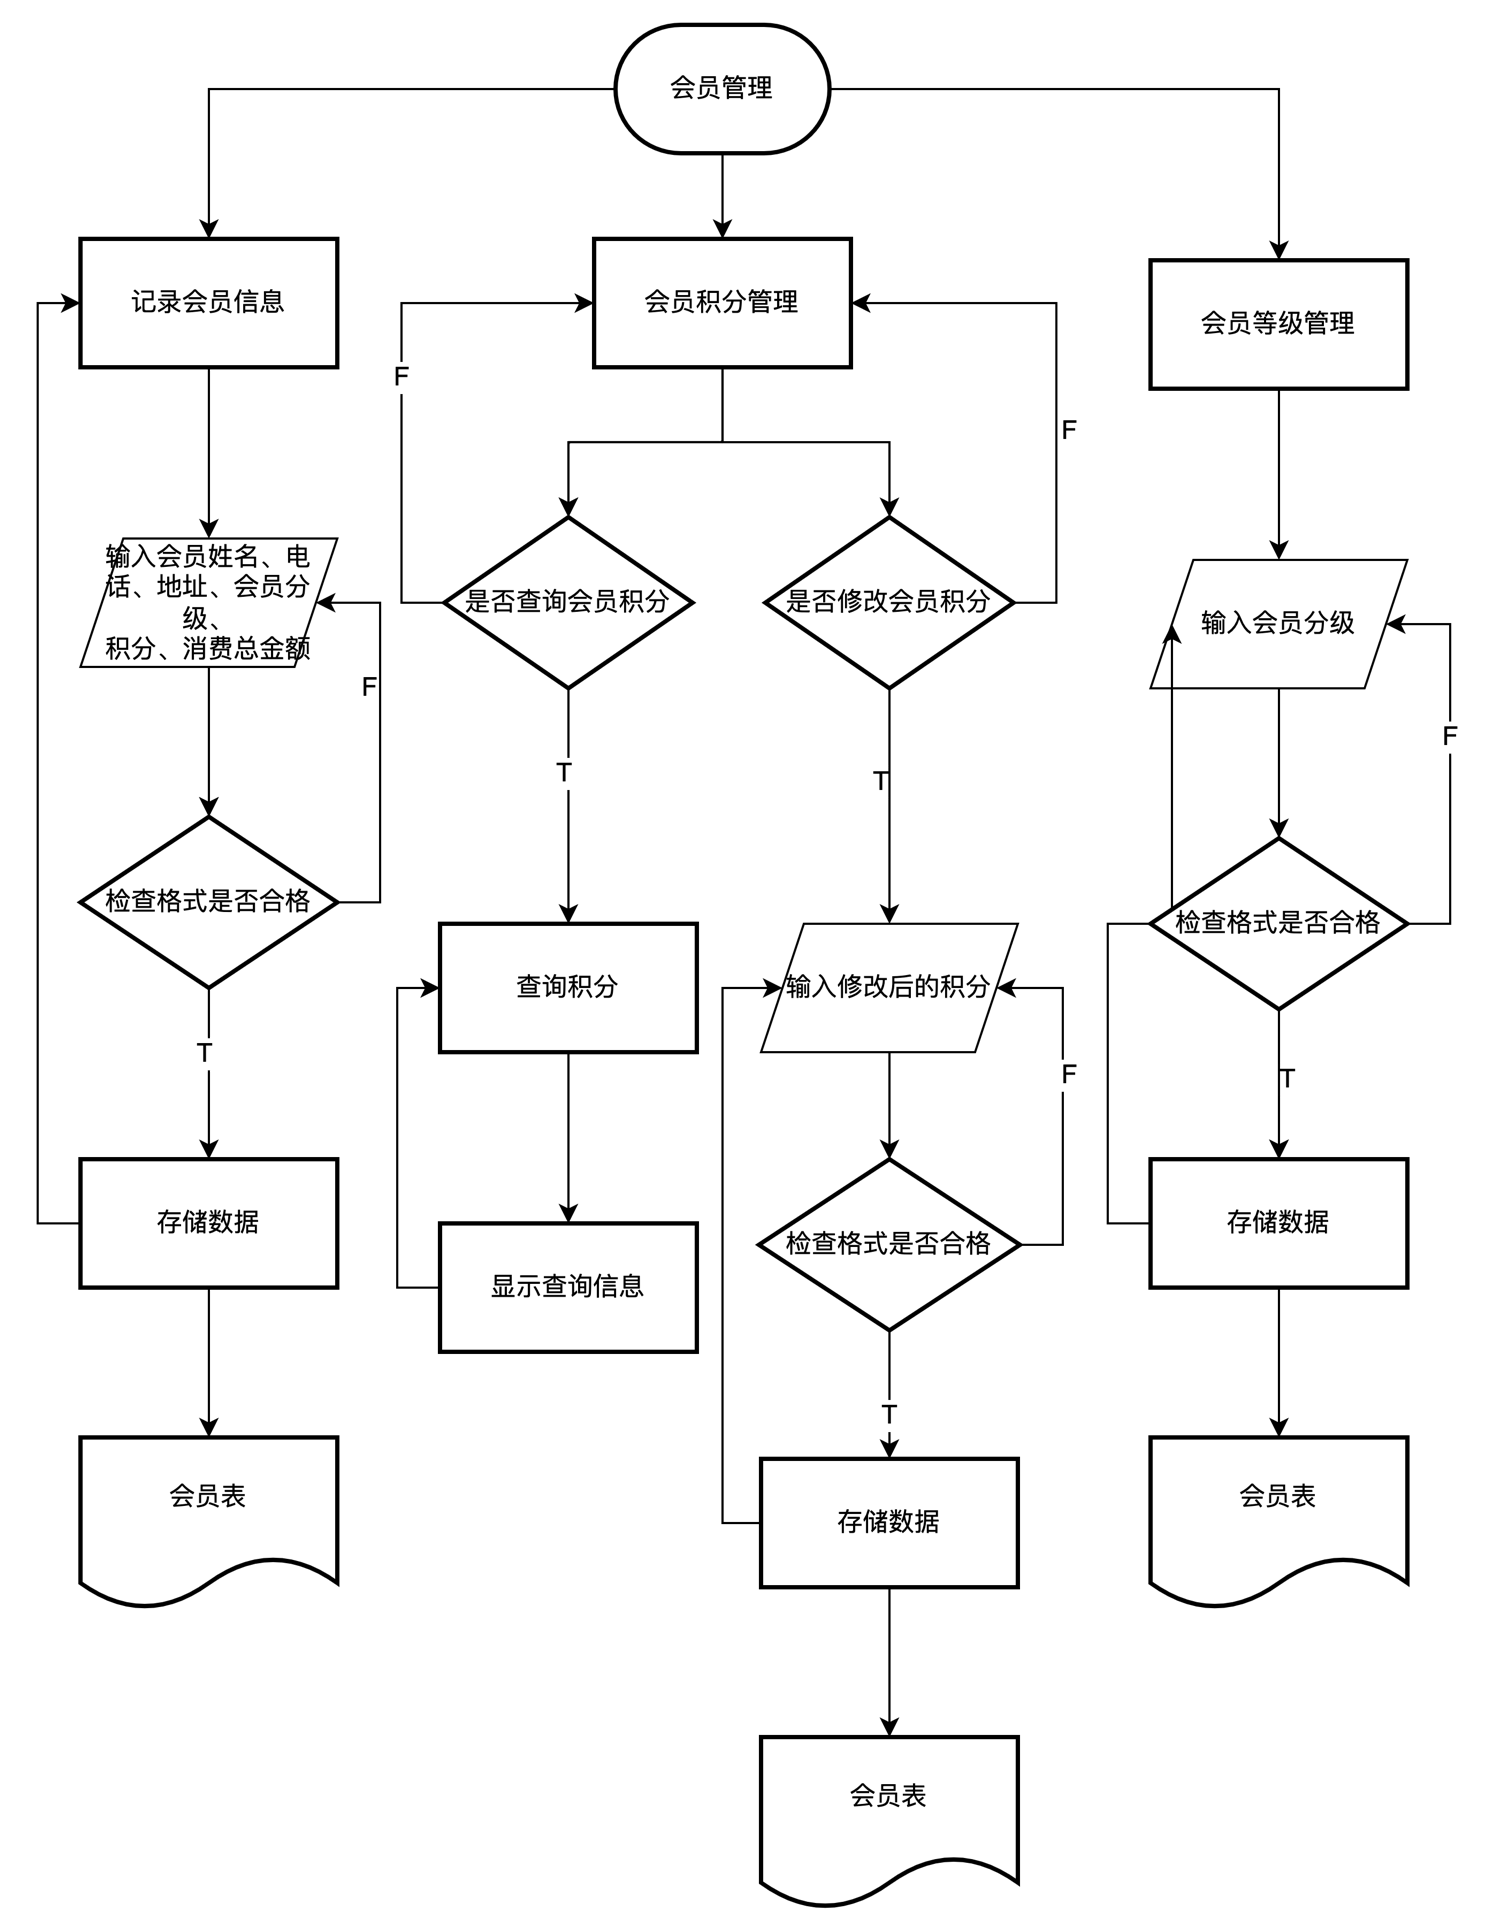 会员管理
记录会员信息
会员积分管理
会员等级管理
F
F
输入会员姓名、电
话、地址、会员分
级、
积分、消费总金额
是否查询会员积分
是否修改会员积分
输入会员分级
F
F
T
T
检查格式是否合格
检查格式是否合格
查询积分
输入修改后的积分
T
F
T
存储数据
检查格式是否合格
存储数据
显示查询信息
T
会员表
存储数据
会员表
会员表